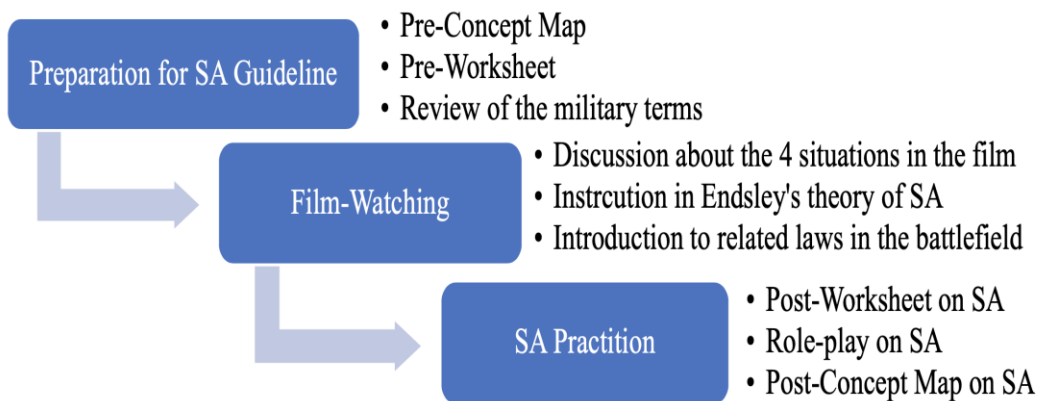 Preparation for SA Guideline
• Pre-Concept Map
• Pre-Worksheet
• Review of the military terms
Film-Watching
• Discussion about the 4 situations in the film
• Instrcution in Endsley's theory of SA
• Introduction to related laws in the battlefield
SA Practition
• Post-Worksheet on SA
• Role-play on SA
• Post-Concept Map on SA